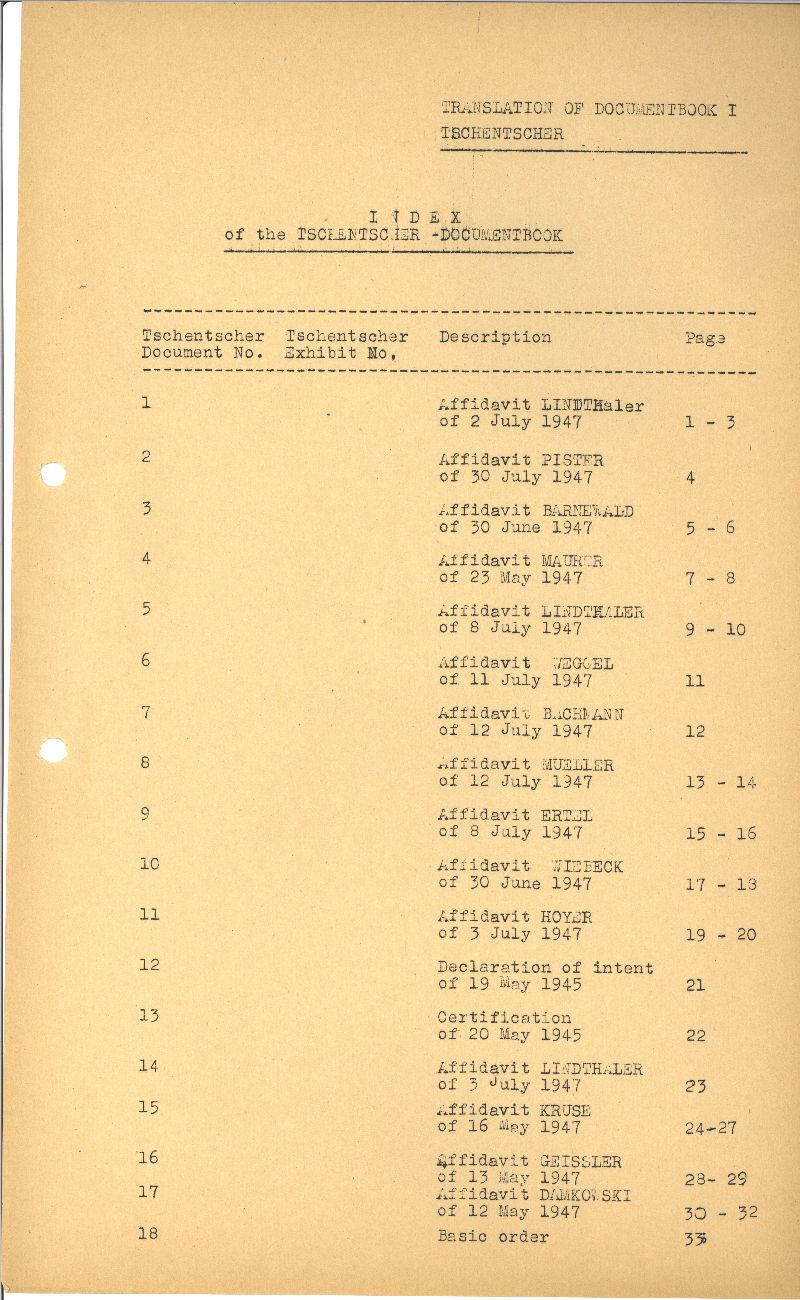 TRANSLATION OF DOCUMENTBOOK I
TSCHENTSCHER
I N D E X
of the TSCHENTSCHER -DOCUMENTBOOK
Tschentscher Tschentscher Description Page
Document No. Exhibit No.
1 Affidavit LINDTHaler
of 2 July 1947 1 - 3
2 Affidavit PISTER
of 30 July 1947 4
3 Affidavit BARNEWALD
of 30 June 1947 5 - 6
4 Affidavit MAURER
of 23 May 1947 7 - 8
5 Affidavit LINDTHALER
of 8 July 1947 9 - 10
6 Affidavit WEGGEL
of 11 July 1947 11
7 Affidavit BACHMANN
of 12 July 1947 12
8 Affidavit MUELLER
of 12 July 1947 13 - 14
9 Affidavit ERTEL
of 8 July 1947 15 - 16
10 Affidavit WIEBECK
of 30 June 1947 17 - 18
11 Affidavit HOYER
of 3 July 1947 19 - 20
12 Declaration of intent
of 19 May 1945 21
13 Certification
of 20 May 1945 22
14 Affidavit LINDTHALER
of 3 July 1947 23
15 Affidavit KRUSE
of 16 May 1947 24-27
16 Affidavit GEISSLER
of 13 May 1947 28- 29
17 Affidavit DAMKOWSKI
of 12 May 1947 30 - 32
18 Basic order 33